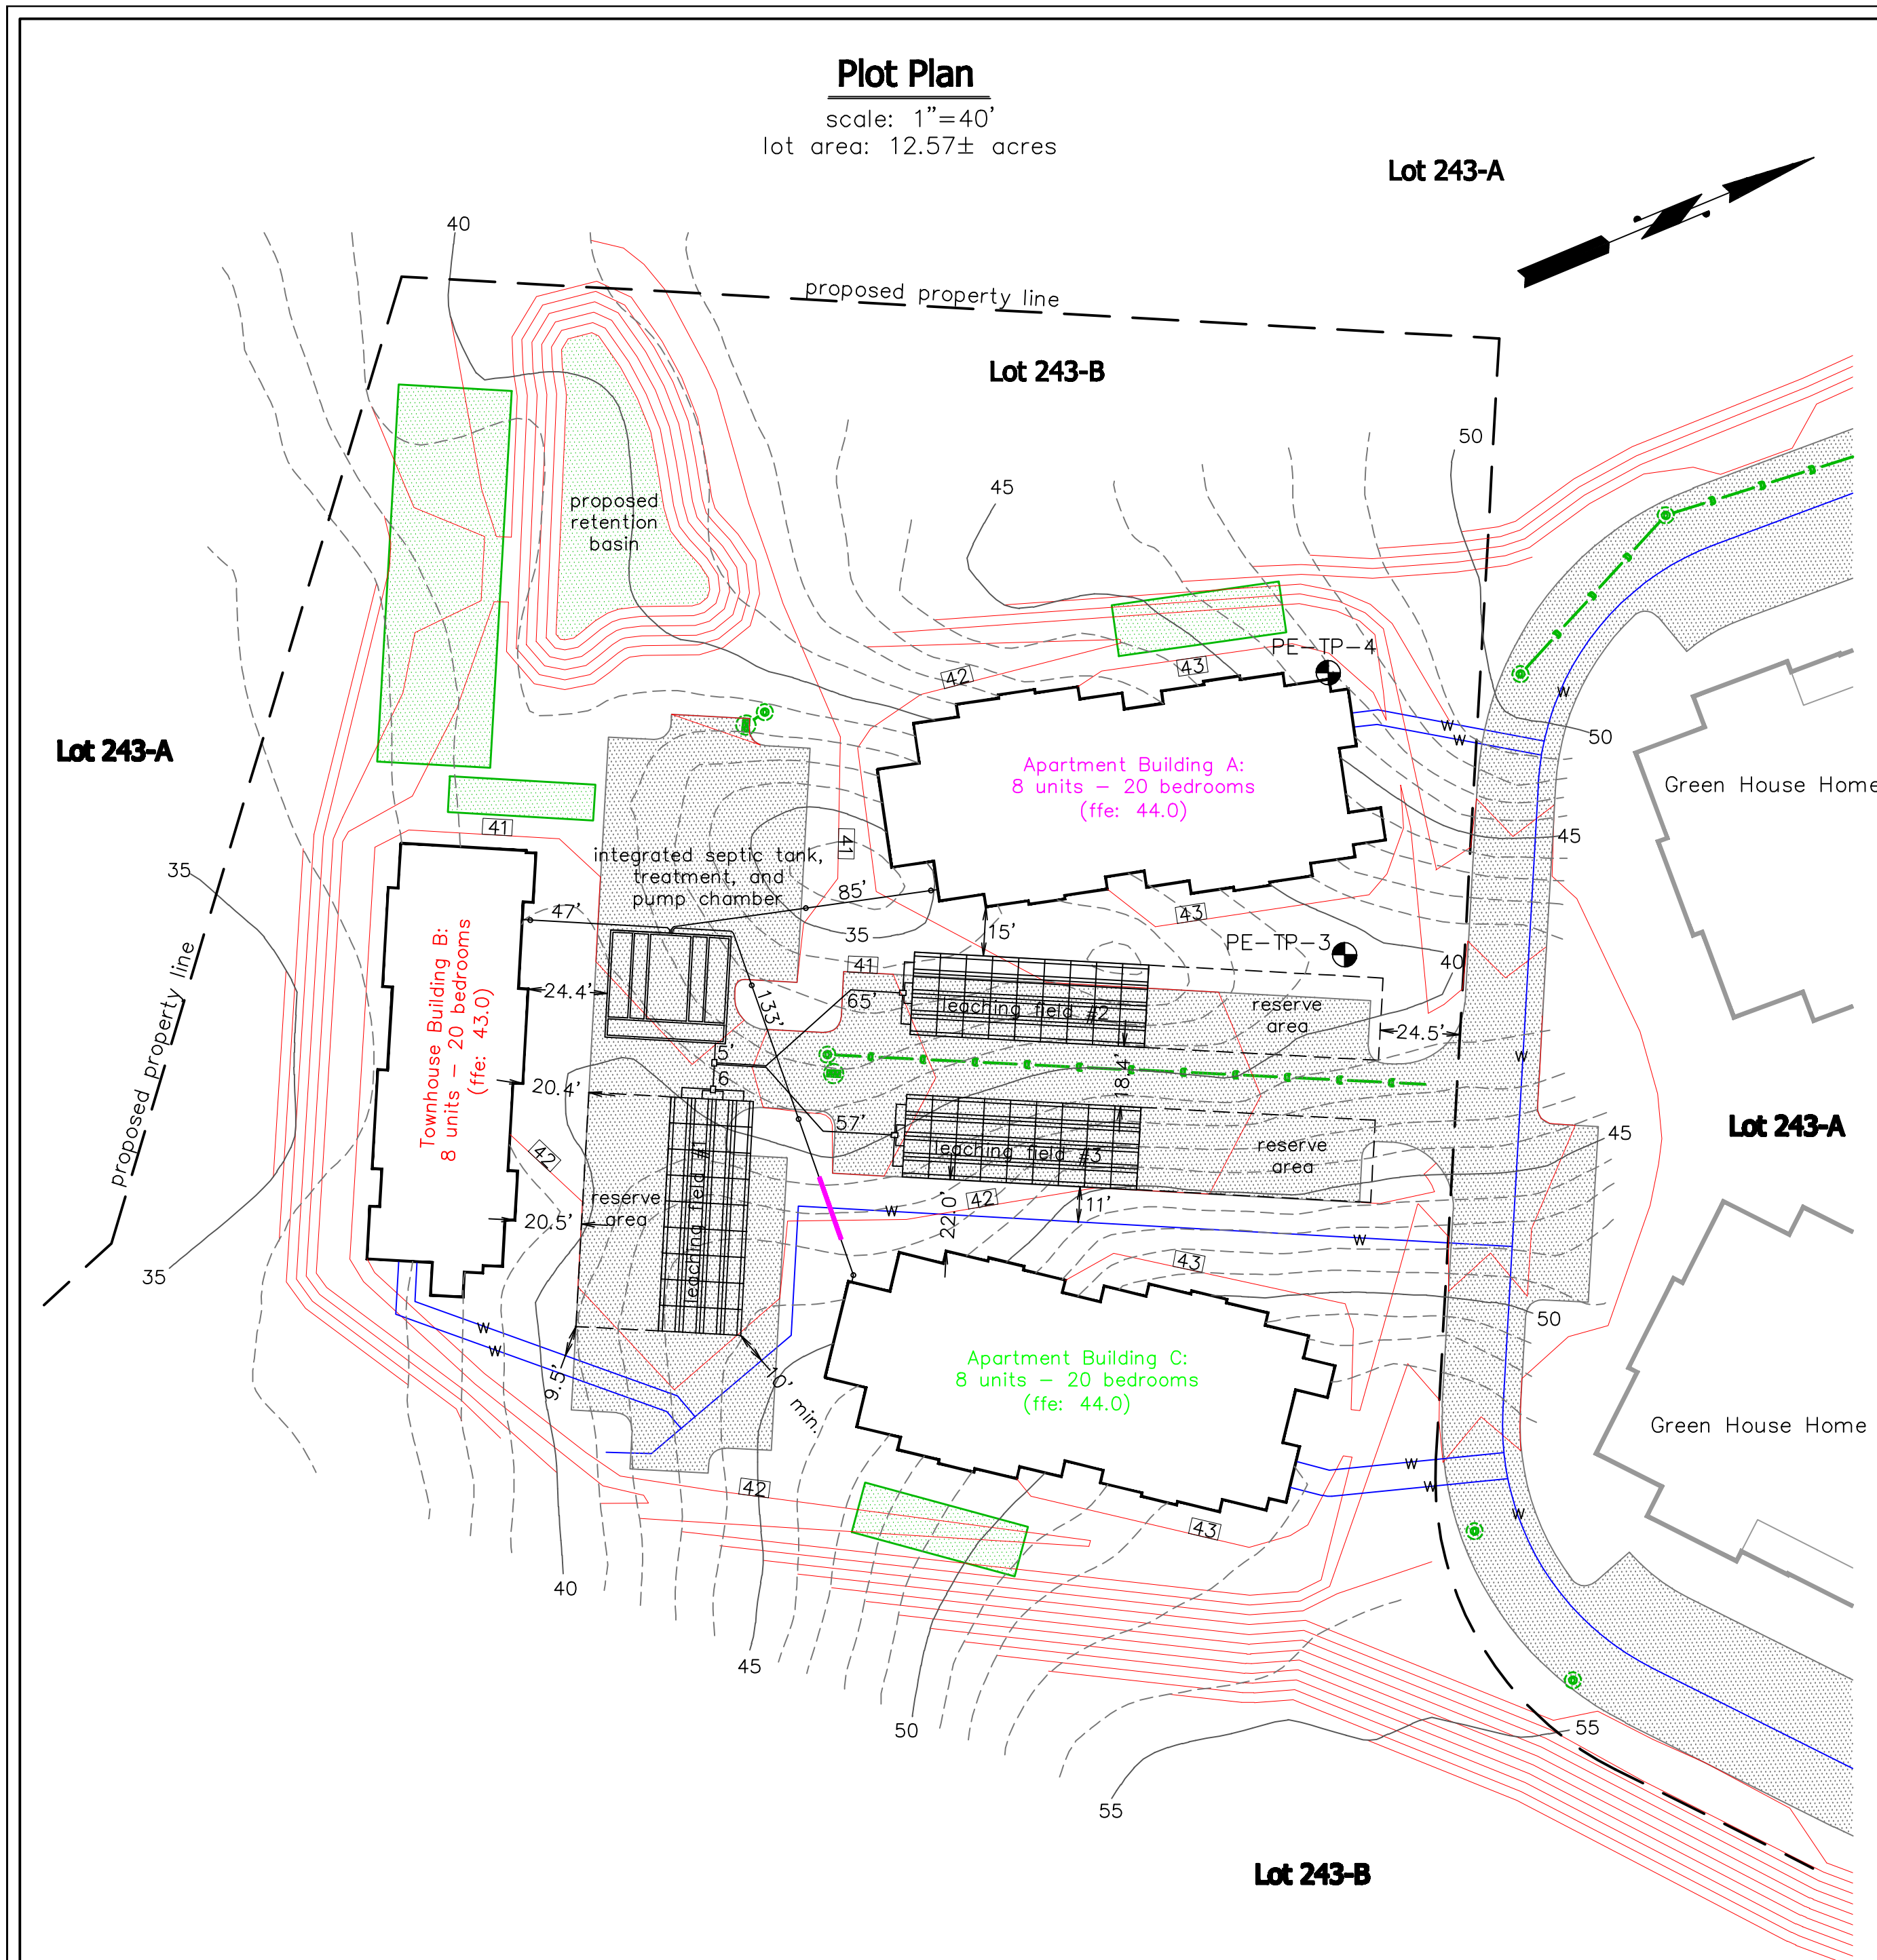 Plot Plan
scale: 1"=40'
lot area: 12.57± acres
Lot 243-A
40
proposed property line
Lot 243-B
50
45
proposed
retention
basin
PE-TP-4
43
42
W
W
W
50
Lot 243-A
Green House Home
Apartment Building A:
8 units - 20 bedrooms
(ffe: 44.0)
41
45
41
integrated septic tank,
treatment, and
pump chamber
35
85'
47'
43
35
15'
PE-TP-3
40
41
proposed property line
Townhouse Building B:
8 units - 20 bedrooms
(ffe: 43.0)
24.4'
133'
65'
leaching field #2
reserve
area
24.5'
5'
6
18.4'
W
20.4'
57'
leaching field #3
reserve
area
Lot 243-A
45
42
leaching field #1
reserve
area
20.5'
W
22.0'
42
11'
W
43
35
50
W
W
9.5'
10' min.
Apartment Building C:
8 units - 20 bedrooms
(ffe: 44.0)
Green House Home
W
W
42
43
W
40
45
50
55
55
Lot 243-B